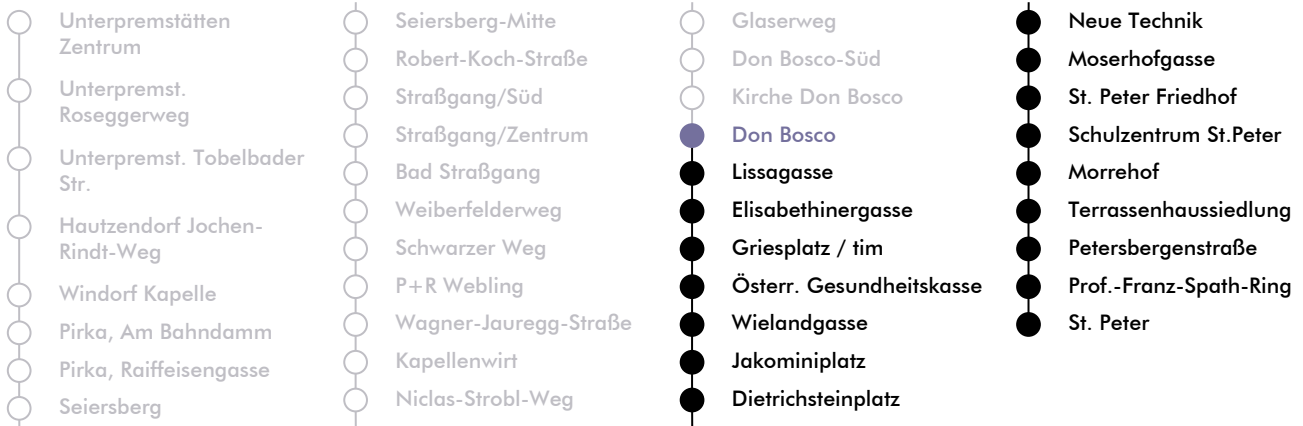 Unterpremstätten
Zentrum
Unterpremst.
Roseggerweg
Unterpremst. Tobelbader
Str.
Hautzendorf Jochen-
Rindt-Weg
Windorf Kapelle
Pirka, Am Bahndamm
Pirka, Raiffeisengasse
Seiersberg
Seiersberg-Mitte
Robert-Koch-Straße
Straßgang/Süd
Straßgang/Zentrum
Bad Straßgang
Weiberfelderweg
Schwarzer Weg
P+R Webling
Wagner-Jauregg-Straße
Kapellenwirt
Niclas-Strobl-Weg
Glaserweg
Don Bosco-Süd
Kirche Don Bosco
Don Bosco
Lissagasse
Elisabethinergasse
Griesplatz / tim
Österr. Gesundheitskasse
Wielandgasse
Jakominiplatz
Dietrichsteinplatz
Neue Technik
Moserhofgasse
St. Peter Friedhof
Schulzentrum St.Peter
Morrehof
Terrassenhaussiedlung
Petersbergenstraße
Prof.-Franz-Spath-Ring
St. Peter